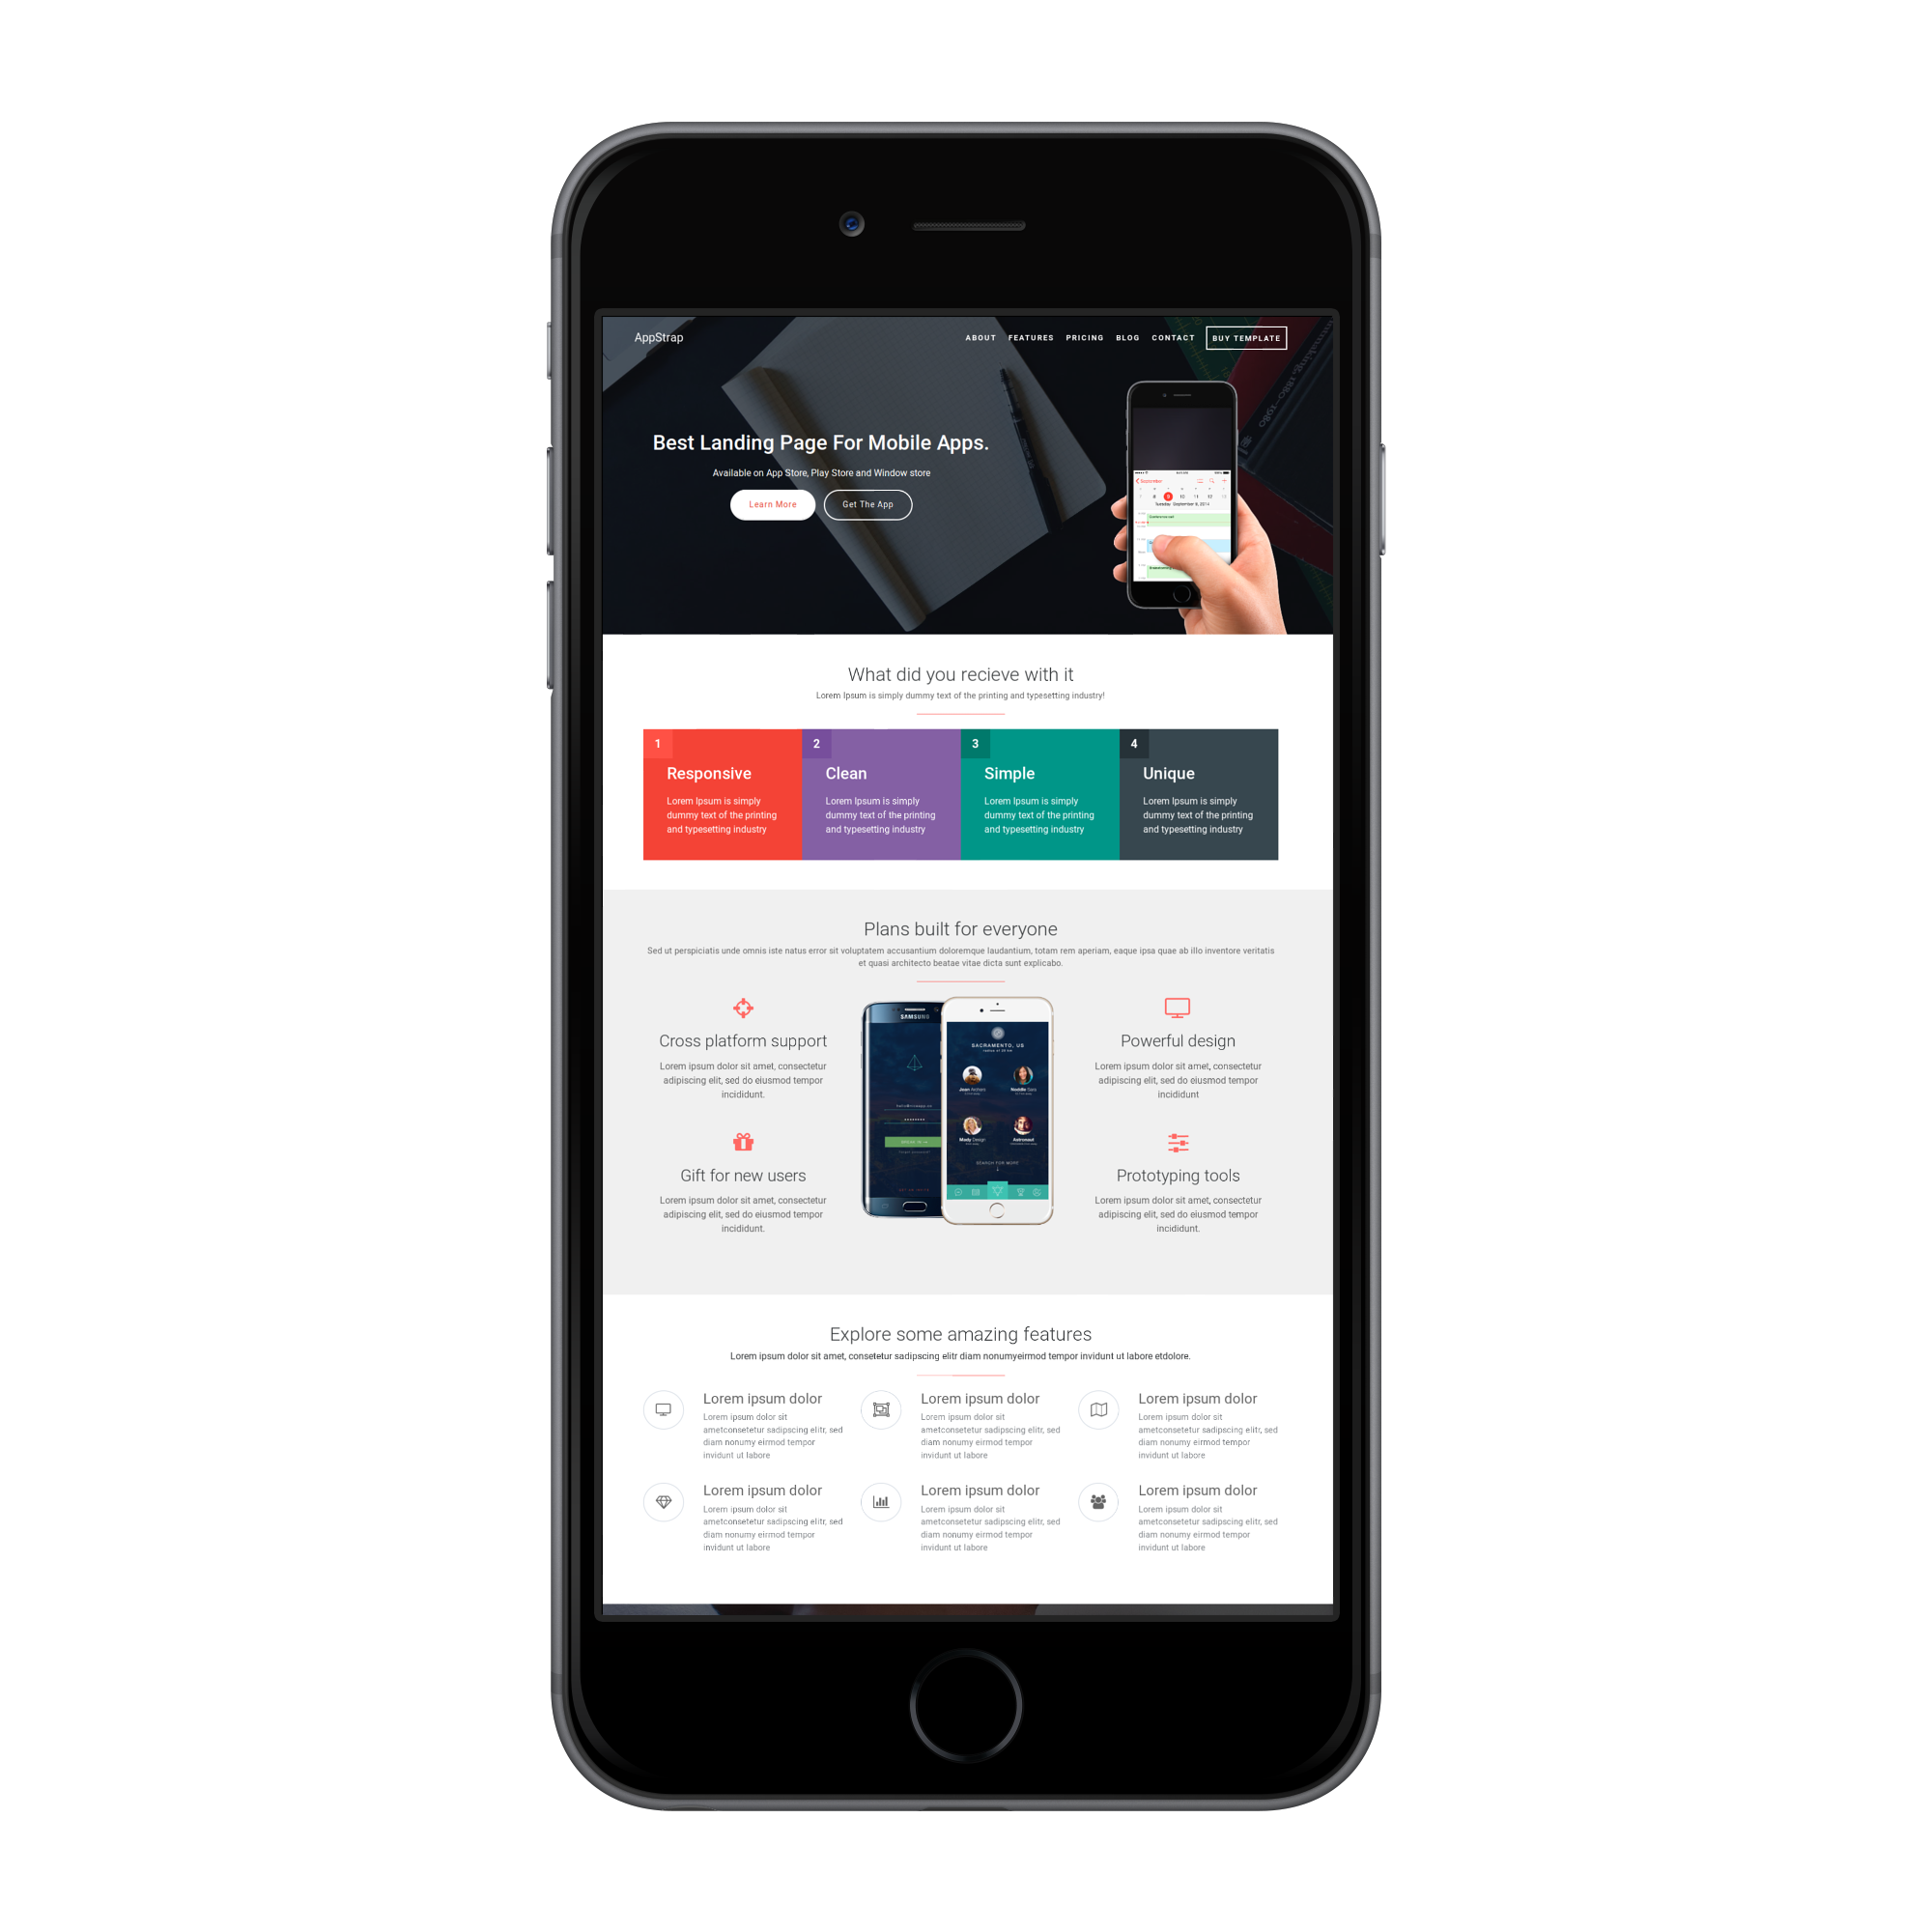 AppStrap
ABOUT FEATURES PRICING BLOG CONTACT BUY TEMPLATE
making, 1880-1980
Best Landing Page For Mobile Apps.
Available on App Store, Play Store and Window store
Learn More Get The App
September
Tuesday September 9, 2014
What did you recieve with it
Lorem Ipsum is simply dummy text of the printing and typesetting industry!
1 2 3 4
Responsive Clean Simple Unique
Lorem Ipsum is simply Lorem Ipsum is simply Lorem Ipsum is simply Lorem Ipsum is simply
dummy text of the printing dummy text of the printing dummy text of the printing dummy text of the printing
and typesetting industry and typesetting industry and typesetting industry and typesetting industry
Plans built for everyone
Sed ut perspiciatis unde omnis iste natus error sit voluptatem accusantium doloremque laudantium, totam rem aperiam, eaque ipsa quae ab illo inventore veritatis
et quasi architecto beatae vitae dicta sunt explicabo.
Cross platform support
Lorem ipsum dolor sit amet, consectetur
adipiscing elit, sed do eiusmod tempor
incididunt.
Gift for new users
Lorem ipsum dolor sit amet, consectetur
adipiscing elit, sed do eiusmod tempor
incididunt.
SAMSUNG
SACRAMENTO, US
Jean
Mady Design Astronaut
SEARCH FOR MORE
Powerful design
Lorem ipsum dolor sit amet, consectetur
adipiscing elit, sed do eiusmod tempor
incididunt
Prototyping tools
Lorem ipsum dolor sit amet, consectetur
adipiscing elit, sed do eiusmod tempor
incididunt.
Explore some amazing features
Lorem ipsum dolor sit amet, consetetur sadipscing elitr diam nonumyeirmod tempor invidunt ut labore etdolore.
Lorem ipsum dolor Lorem ipsum dolor Lorem ipsum dolor
Lorem ipsum dolor sit Lorem ipsum dolor sit Lorem ipsum dolor sit
ametconsetetur sadipscing elitr, sed ametconsetetur sadipscing elitr, sed ametconsetetur sadipscing elitr, sed
diam nonumy eirmod tempor diam nonumy eirmod tempor diam nonumy eirmod tempor
invidunt ut labore invidunt ut labore invidunt ut labore
Lorem ipsum dolor Lorem ipsum dolor Lorem ipsum dolor
Lorem ipsum dolor sit Lorem ipsum dolor sit Lorem ipsum dolor sit
ametconsetetur sadipscing elitr, sed ametconsetetur sadipscing elitr, sed ametconsetetur sadipscing elitr, sed
diam nonumy eirmod tempor diam nonumy eirmod tempor diam nonumy eirmod tempor
invidunt ut labore invidunt ut labore invidunt ut labore